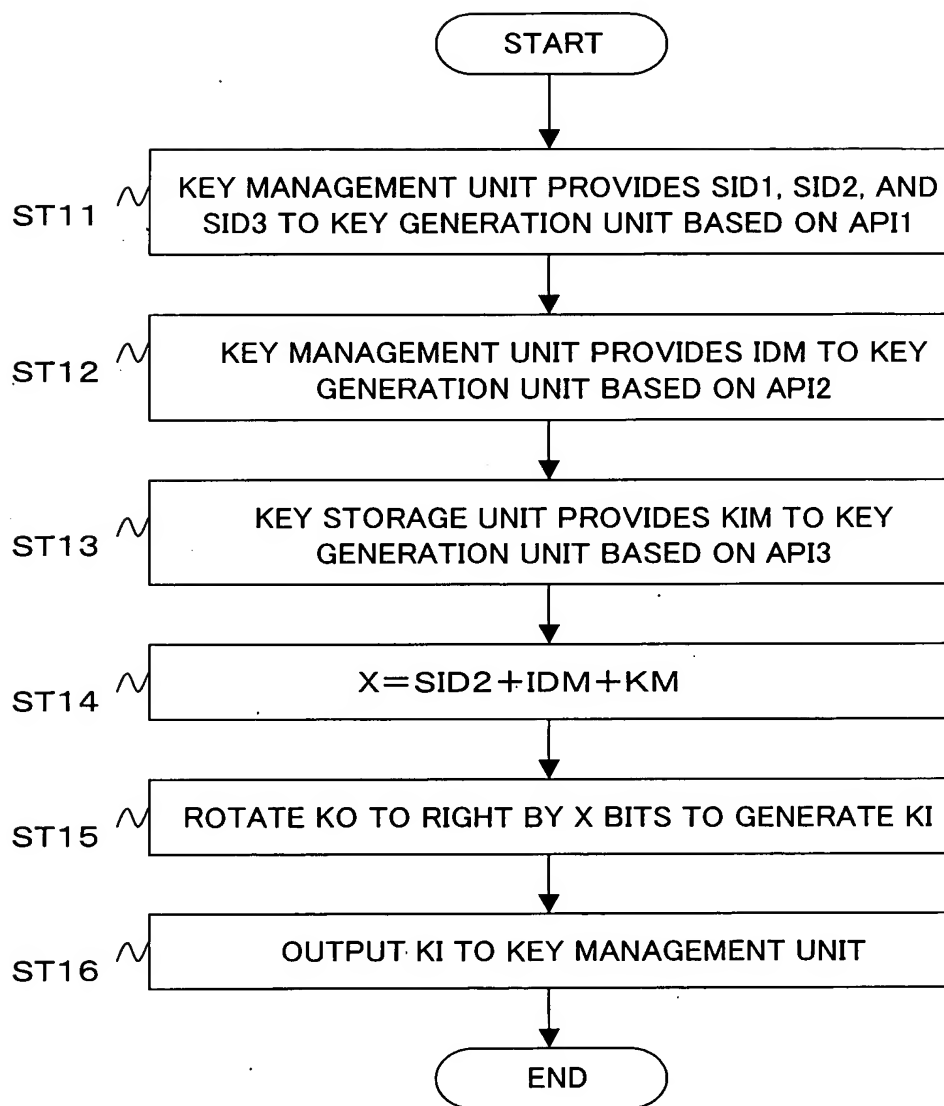 START
ST11
KEY MANAGEMENT UNIT PROVIDES SID1, SID2, AND
SID3 TO KEY GENERATION UNIT BASED ON API1
ST12
KEY MANAGEMENT UNIT PROVIDES IDM TO KEY
GENERATION UNIT BASED ON API2
ST13
KEY STORAGE UNIT PROVIDES KIM TO KEY
GENERATION UNIT BASED ON API3
ST14
X=SID2+IDM+KM
ST15
ROTATE KO TO RIGHT BY X BITS TO GENERATE KI
ST16
OUTPUT KI TO KEY MANAGEMENT UNIT
END